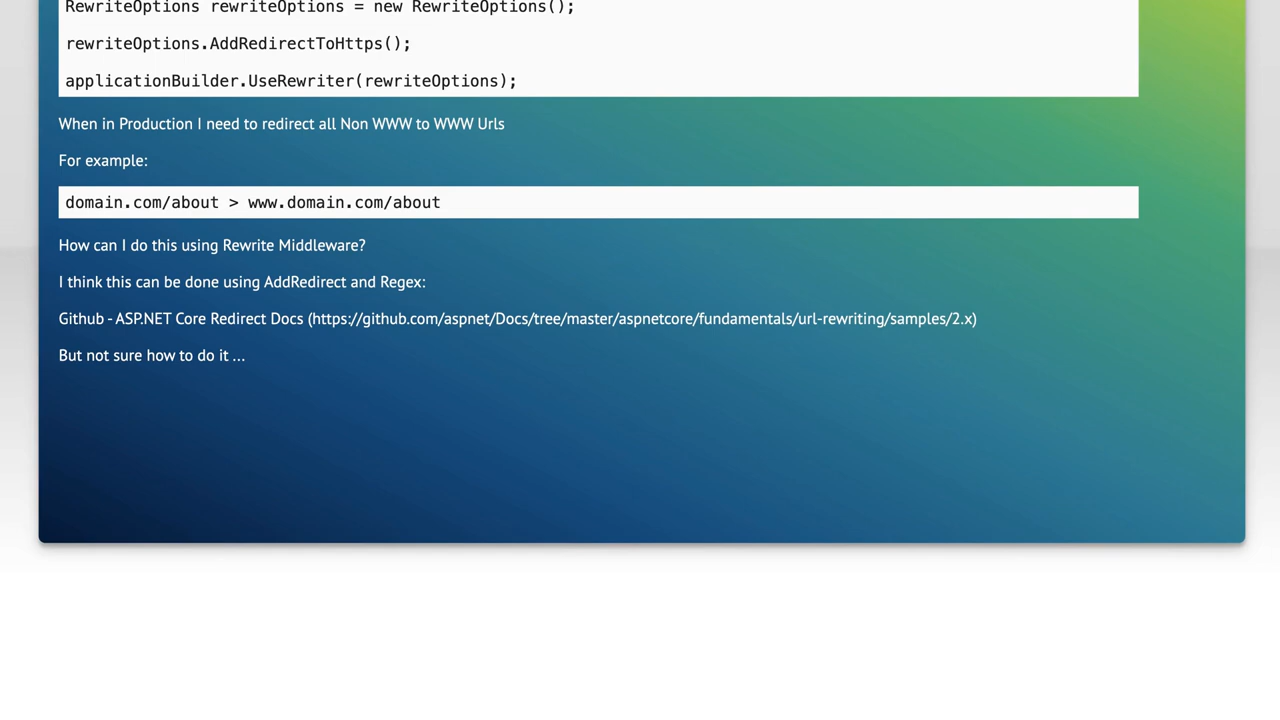 RewriteOptions rewriteOptions = new RewriteOptions();
rewriteOptions.AddRedirectToHttps();
applicationBuilder.UseRewriter(rewriteOptions);
When in Production I need to redirect all Non WWW to WWW Urls
For example:
domain.com/about > www.domain.com/about
How can I do this using Rewrite Middleware?
I think this can be done using AddRedirect and Regex:
Github - ASP.NET Core Redirect Docs (https://github.com/aspnet/Docs/tree/master/aspnetcore/fundamentals/url-rewriting/samples/2.x)
But not sure how to do it ...